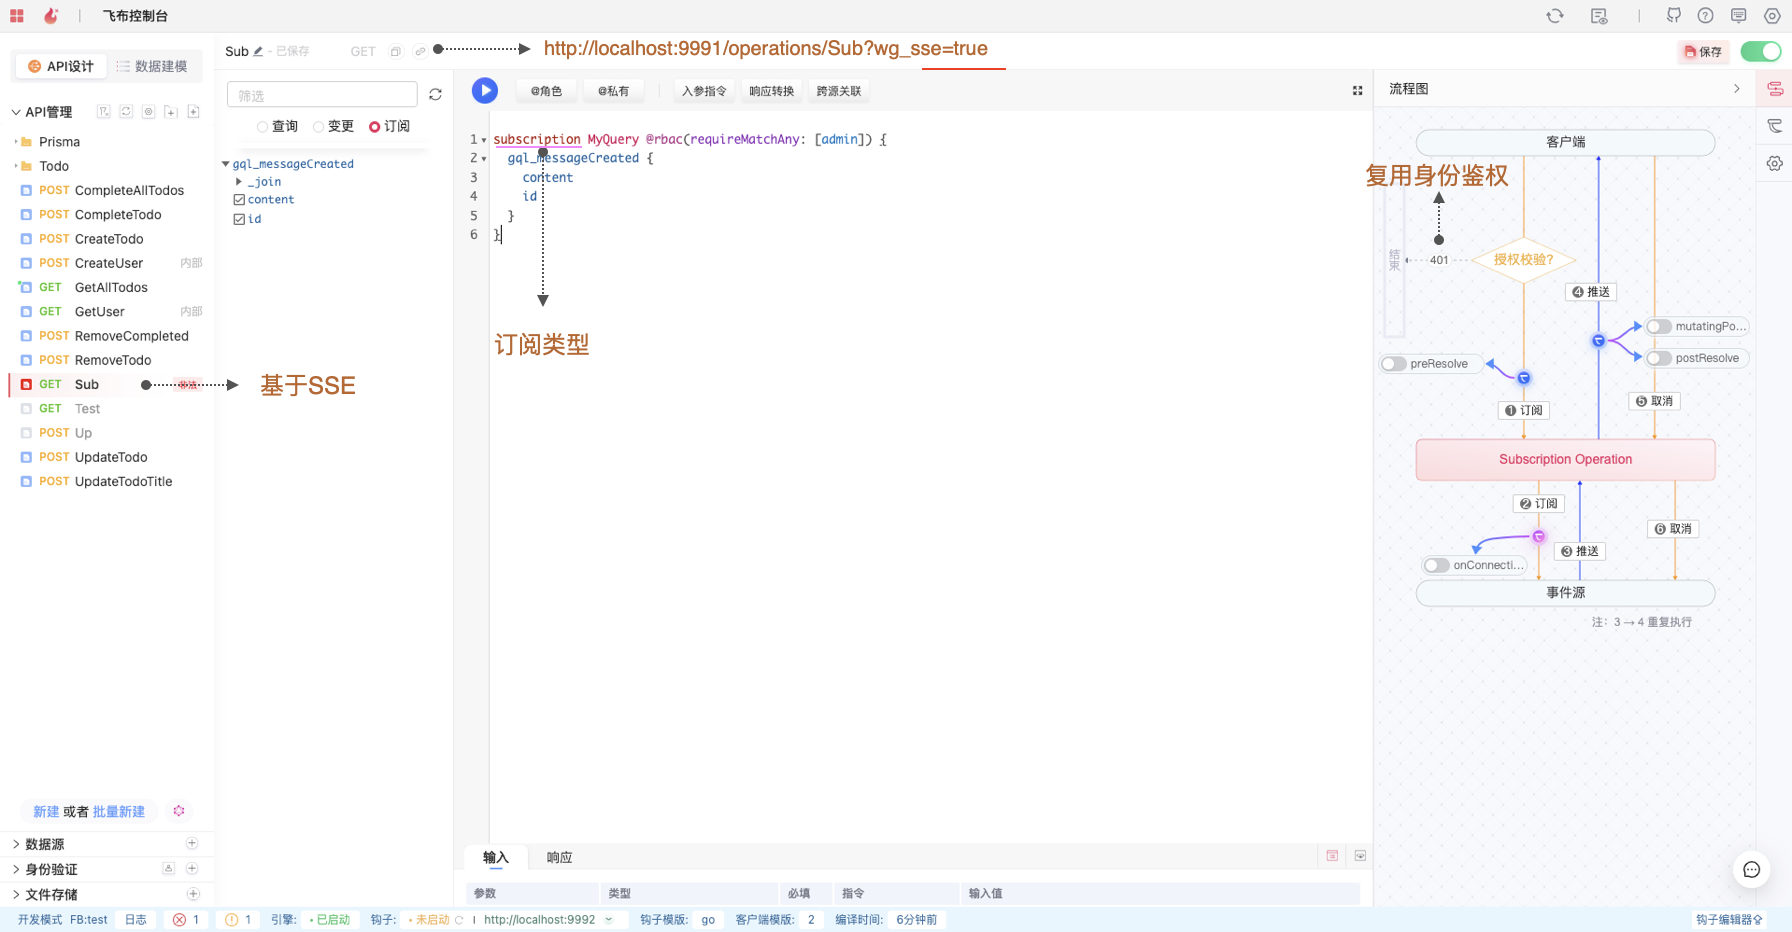 飞布控制台
Sub - 已保存 GET
http://localhost:9991/operations/Sub?wg_sse=true
保存
API设计 数据建模
API管理
Prisma
Todo
POST CompleteAllTodos
POST CompleteTodo
POST CreateTodo
POST CreateUser 内部
GET GetAllTodos
GET GetUser 内部
POST RemoveCompleted
POST RemoveTodo
GET Sub 非法
基于SSE
GET Test
POST Up
POST UpdateTodo
POST UpdateTodoTitle
新建 或者 批量新建
数据源
身份验证
文件存储
筛选
查询 变更 订阅
gql_messageCreated
_join
content
id
@角色 @私有 入参指令 响应转换 跨源关联
1 subscription MyQuery @rbac(requireMatchAny: [admin]) {
2 gql_messageCreated {
3 content
4 id
5 }
6 }
订阅类型
输入 响应
参数 类型 必填 指令 输入值
流程图
客户端
复用身份鉴权
结束
401
授权校验?
4 推送
mutatingPo...
postResolve
preResolve
5 取消
1 订阅
Subscription Operation
2 订阅
6 取消
3 推送
onConnecti...
事件源
注: 3 → 4 重复执行
开发模式 FB:test 日志 1 1 引擎: 已启动 钩子: 未启动 http://localhost:9992 钩子模版: go 客户端模版: 2 编译时间: 6分钟前 钩子编辑器